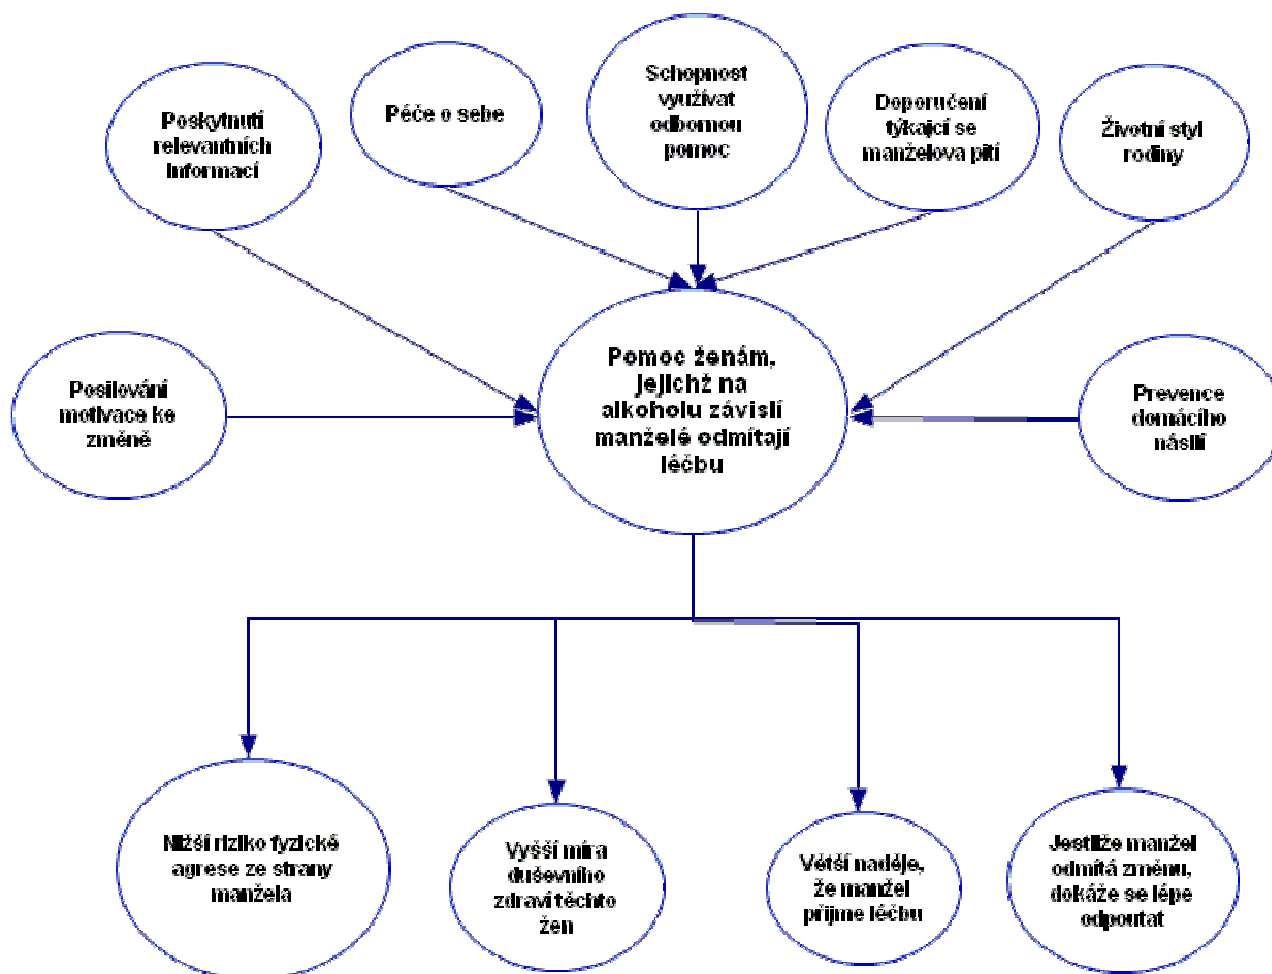 Poskytnutí
relevantních
informací
Péče o sebe
Schopnost
využívat
odbornou
pomoc
Doporučení
týkající se
manželova pití
Životní styl
rodiny
Posilování
motivace ke
změně
Pomoc ženám,
jejichž na
alkoholu závislí
manželé odmítají
léčbu
Prevence
domácího
násilí
Nižší riziko fyzické
agrese ze strany
manžela
Vyšší míra
duševního
zdraví těchto
žen
Větší naděje,
že manžel
přijme léčbu
Jestliže manžel
odmítá změnu,
dokáže se lépe
odpoutat